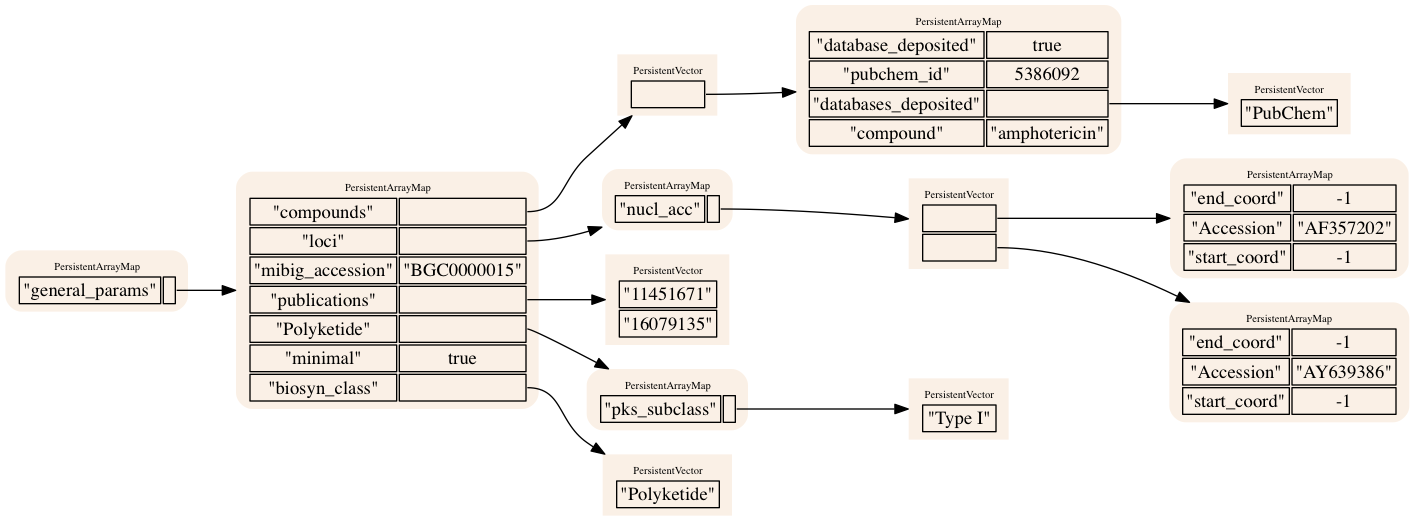 PersistentArrayMap
"general_params"
PersistentArrayMap
"compounds"
"loci"
"mibig_accession" "BGC0000015"
"publications"
"Polyketide"
"minimal" true
"biosyn_class"
PersistentVector
PersistentArrayMap
"database_deposited" true
"pubchem_id" 5386092
"databases_deposited"
"compound" "amphotericin"
PersistentVector
"PubChem"
PersistentArrayMap
"nucl_acc"
PersistentVector
PersistentArrayMap
"end_coord" -1
"Accession" "AF357202"
"start_coord" -1
PersistentArrayMap
"end_coord" -1
"Accession" "AY639386"
"start_coord" -1
PersistentVector
"11451671"
"16079135"
PersistentArrayMap
"pks_subclass"
PersistentVector
"Type I"
PersistentVector
"Polyketide"